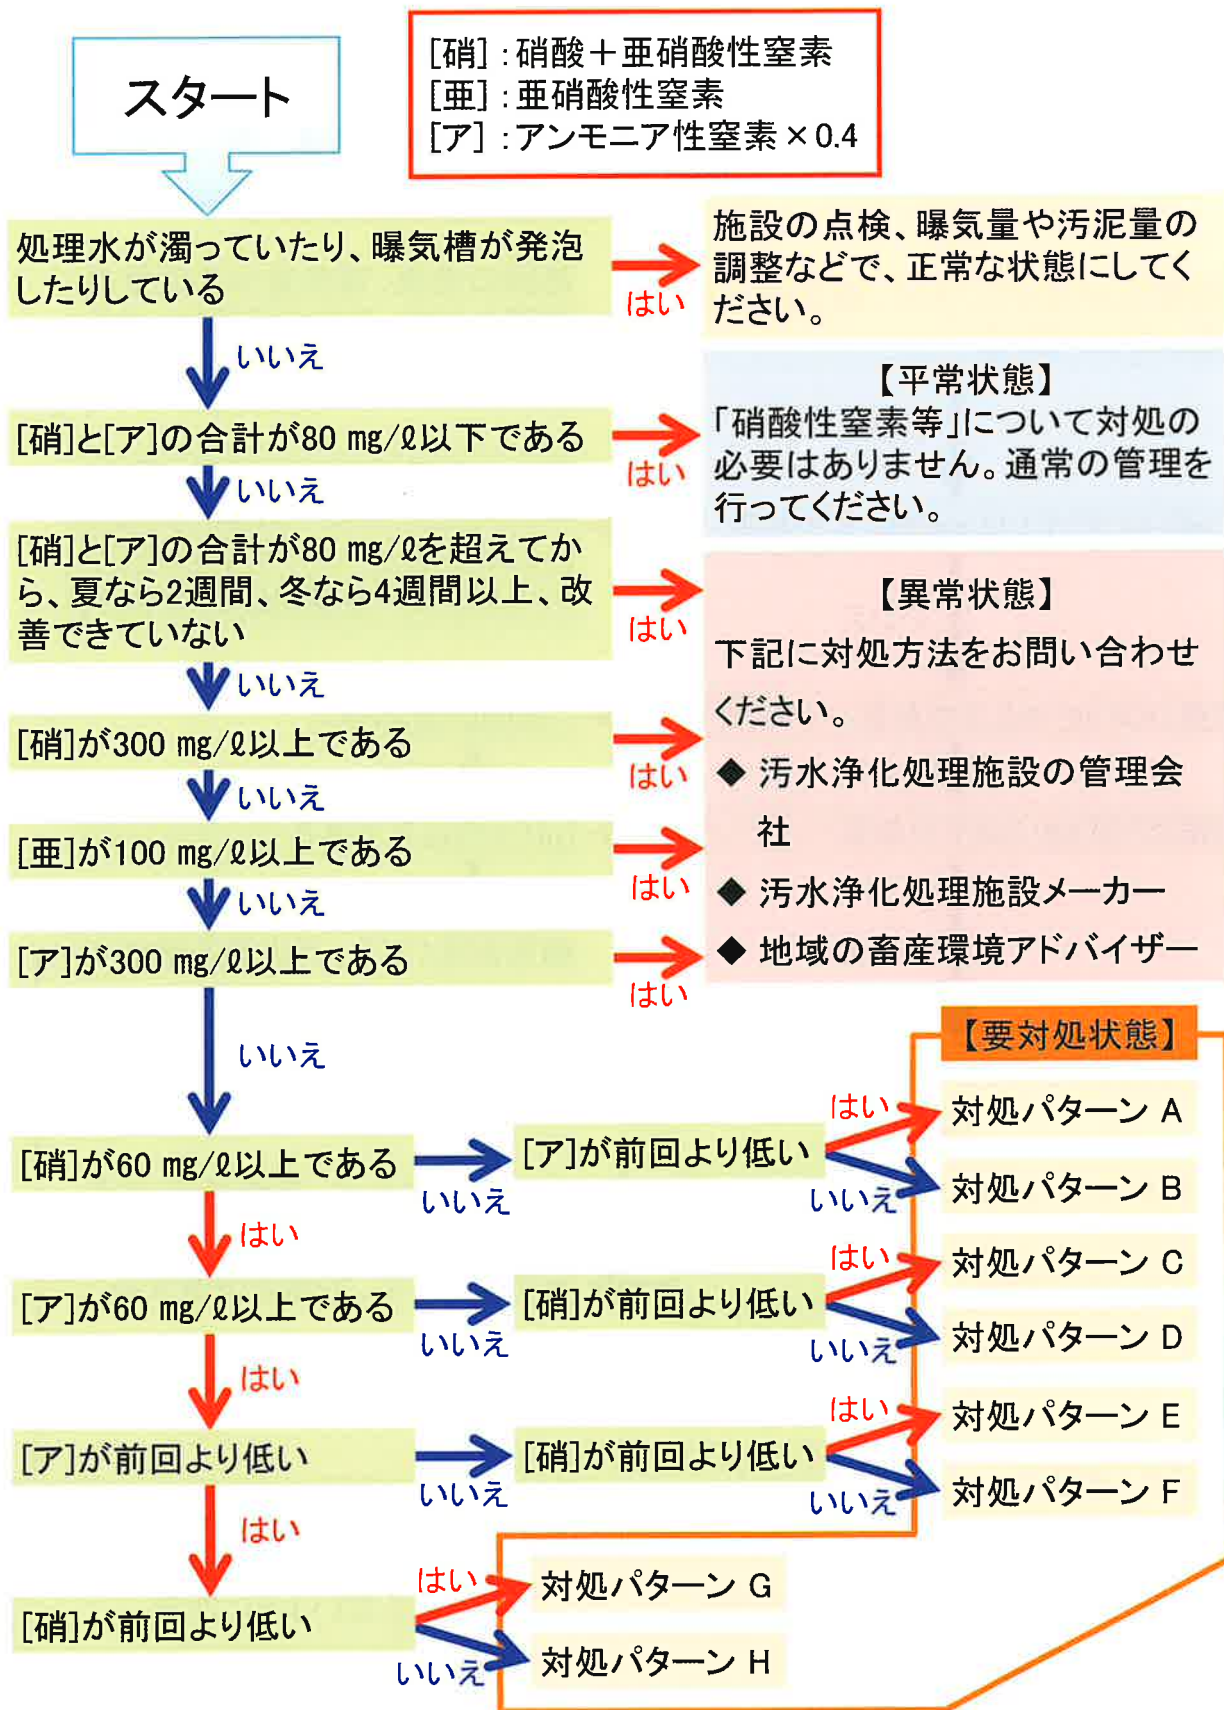 スタート
[硝]：硝酸＋亜硝酸性窒素
[亜]：亜硝酸性窒素
[ア]：アンモニア性窒素×0.4
処理水が濁っていたり、曝気槽が発泡
したりしている
はい
施設の点検、曝気量や汚泥量の
調整などで、正常な状態にしてく
ださい。
いいえ
[硝]と[ア]の合計が80 mg/ℓ以下である
はい
【平常状態】
「硝酸性窒素等」について対処の
必要はありません。通常の管理を
行ってください。
いいえ
[硝]と[ア]の合計が80 mg/ℓを超えてか
ら、夏なら2週間、冬なら4週間以上、改
善できていない
はい
【異常状態】
下記に対処方法をお問い合わせ
ください。
◆ 汚水浄化処理施設の管理会
社
◆ 汚水浄化処理施設メーカー
◆ 地域の畜産環境アドバイザー
いいえ
[硝]が300 mg/ℓ以上である
はい
いいえ
[亜]が100 mg/ℓ以上である
はい
いいえ
[ア]が300 mg/ℓ以上である
はい
いいえ
【要対処状態】
[硝]が60 mg/ℓ以上である
いいえ
[ア]が前回より低い
はい
対処パターン A
いいえ
対処パターン B
はい
[ア]が60 mg/ℓ以上である
いいえ
[硝]が前回より低い
はい
対処パターン C
いいえ
対処パターン D
はい
[ア]が前回より低い
いいえ
[硝]が前回より低い
はい
対処パターン E
いいえ
対処パターン F
はい
[硝]が前回より低い
はい
対処パターン G
いいえ
対処パターン H